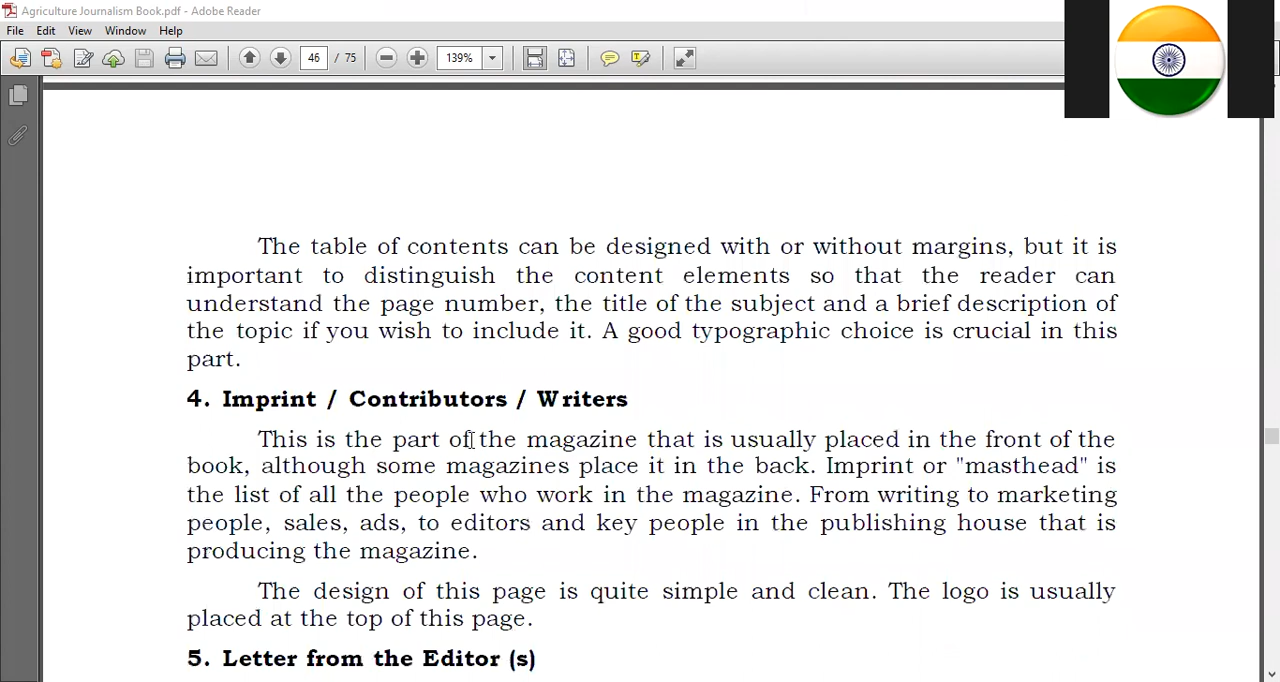 Agriculture Journalism Book.pdf - Adobe Reader
File Edit View Window Help
46 / 75 139%
The table of contents can be designed with or without margins, but it is
important to distinguish the content elements so that the reader can
understand the page number, the title of the subject and a brief description of
the topic if you wish to include it. A good typographic choice is crucial in this
part.
4. Imprint / Contributors / Writers
This is the part of the magazine that is usually placed in the front of the
book, although some magazines place it in the back. Imprint or "masthead" is
the list of all the people who work in the magazine. From writing to marketing
people, sales, ads, to editors and key people in the publishing house that is
producing the magazine.
The design of this page is quite simple and clean. The logo is usually
placed at the top of this page.
5. Letter from the Editor (s)